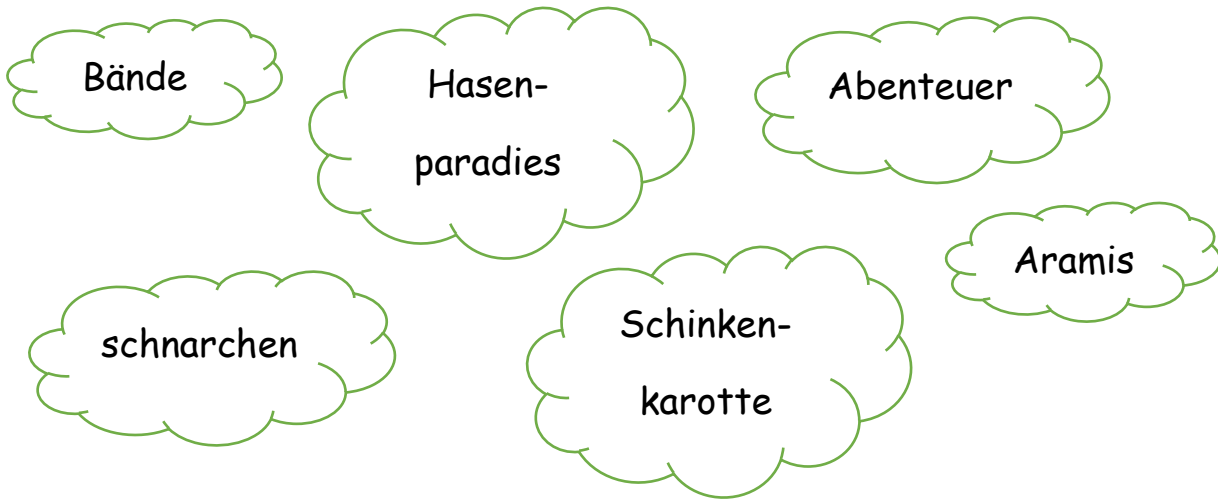 Bände
Hasen-
paradies
Abenteuer
Aramis
schnarchen
Schinken-
karotte